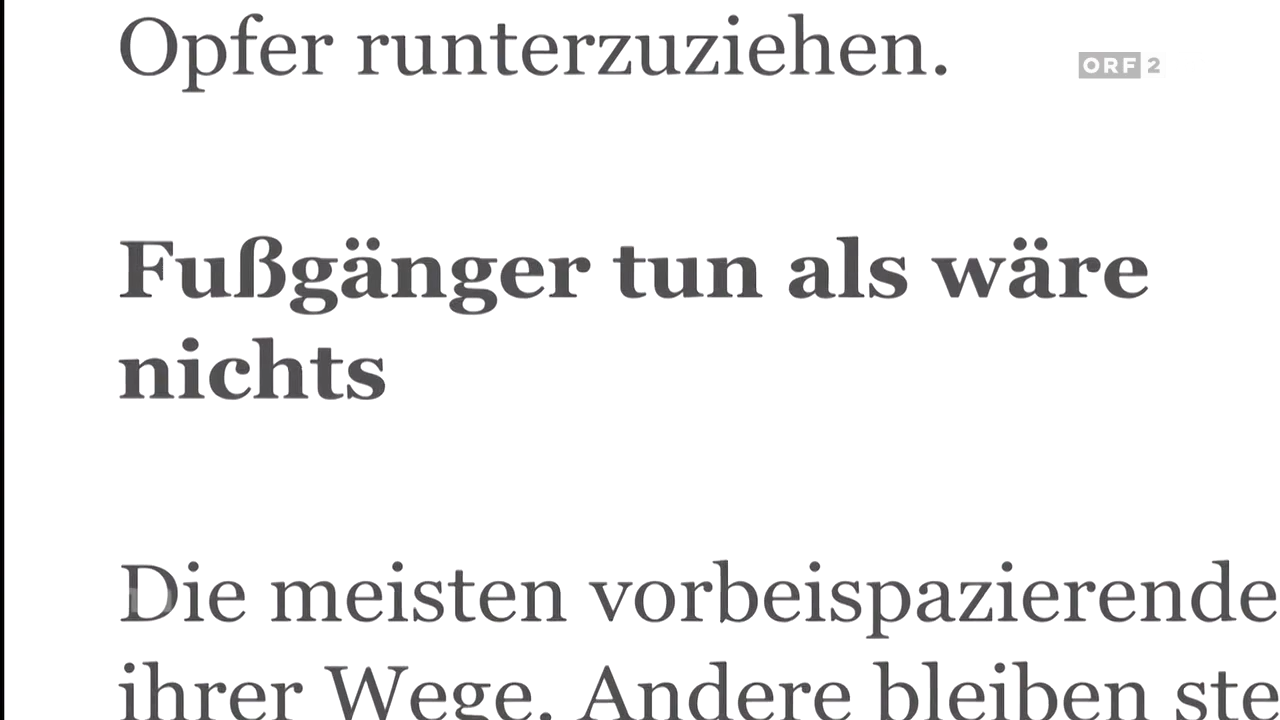 Opfer runterzuziehen.
ORF 2
Fußgänger tun als wäre
nichts
Die meisten vorbeispazierende
ihrer Wege. Andere bleiben ste